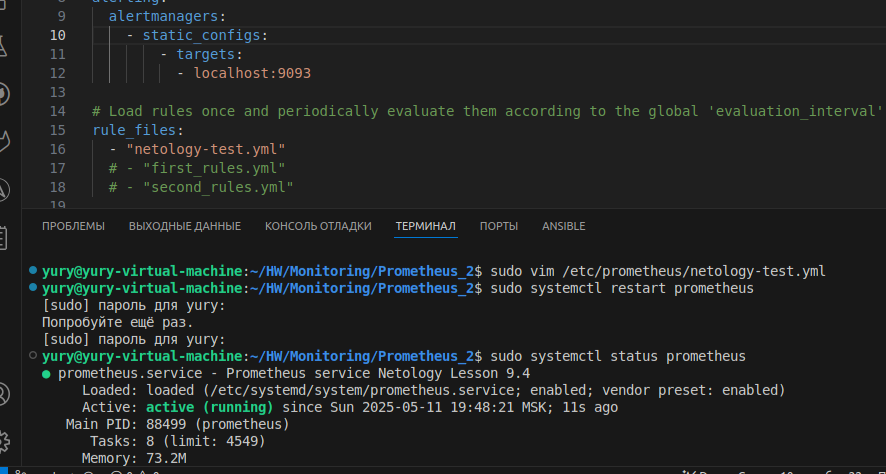 alerting:
9 alertmanagers:
10 - static_configs:
11 - targets:
12 - localhost:9093
13
14 # Load rules once and periodically evaluate them according to the global 'evaluation_interval'
15 rule_files:
16 - "netology-test.yml"
17 # - "first_rules.yml"
18 # - "second_rules.yml"
19
ПРОБЛЕМЫ ВЫХОДНЫЕ ДАННЫЕ КОНСОЛЬ ОТЛАДКИ ТЕРМИНАЛ ПОРТЫ ANSIBLE
yury@yury-virtual-machine:~/HW/Monitoring/Prometheus_2$ sudo vim /etc/prometheus/netology-test.yml
yury@yury-virtual-machine:~/HW/Monitoring/Prometheus_2$ sudo systemctl restart prometheus
[sudo] пароль для yury:
Попробуйте ещё раз.
[sudo] пароль для yury:
yury@yury-virtual-machine:~/HW/Monitoring/Prometheus_2$ sudo systemctl status prometheus
● prometheus.service - Prometheus service Netology Lesson 9.4
Loaded: loaded (/etc/systemd/system/prometheus.service; enabled; vendor preset: enabled)
Active: active (running) since Sun 2025-05-11 19:48:21 MSK; 11s ago
Main PID: 88499 (prometheus)
Tasks: 8 (limit: 4549)
Memory: 73.2M